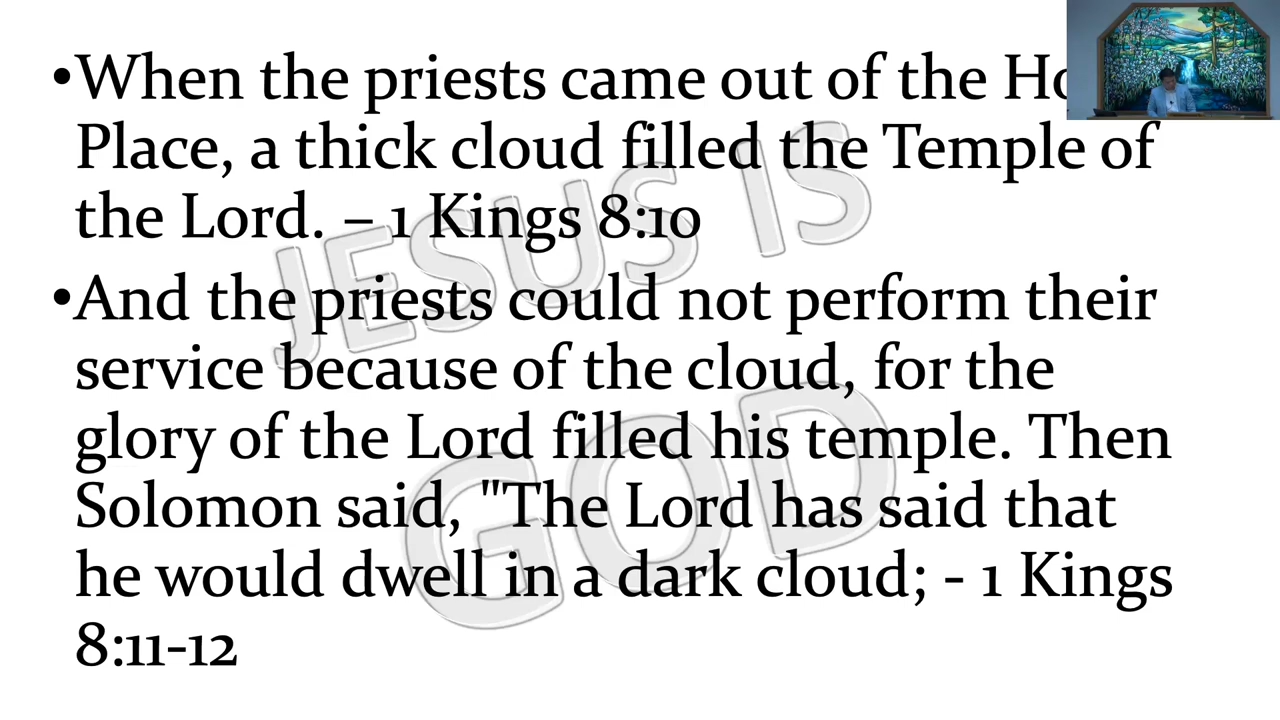 •When the priests came out of the
Place, a thick cloud filled the Temple of
the Lord. – 1 Kings 8:10
•And the priests could not perform their
service because of the cloud, for the
glory of the Lord filled his temple. Then
Solomon said, "The Lord has said that
he would dwell in a dark cloud; - 1 Kings
8:11-12
JESUS IS
GOD